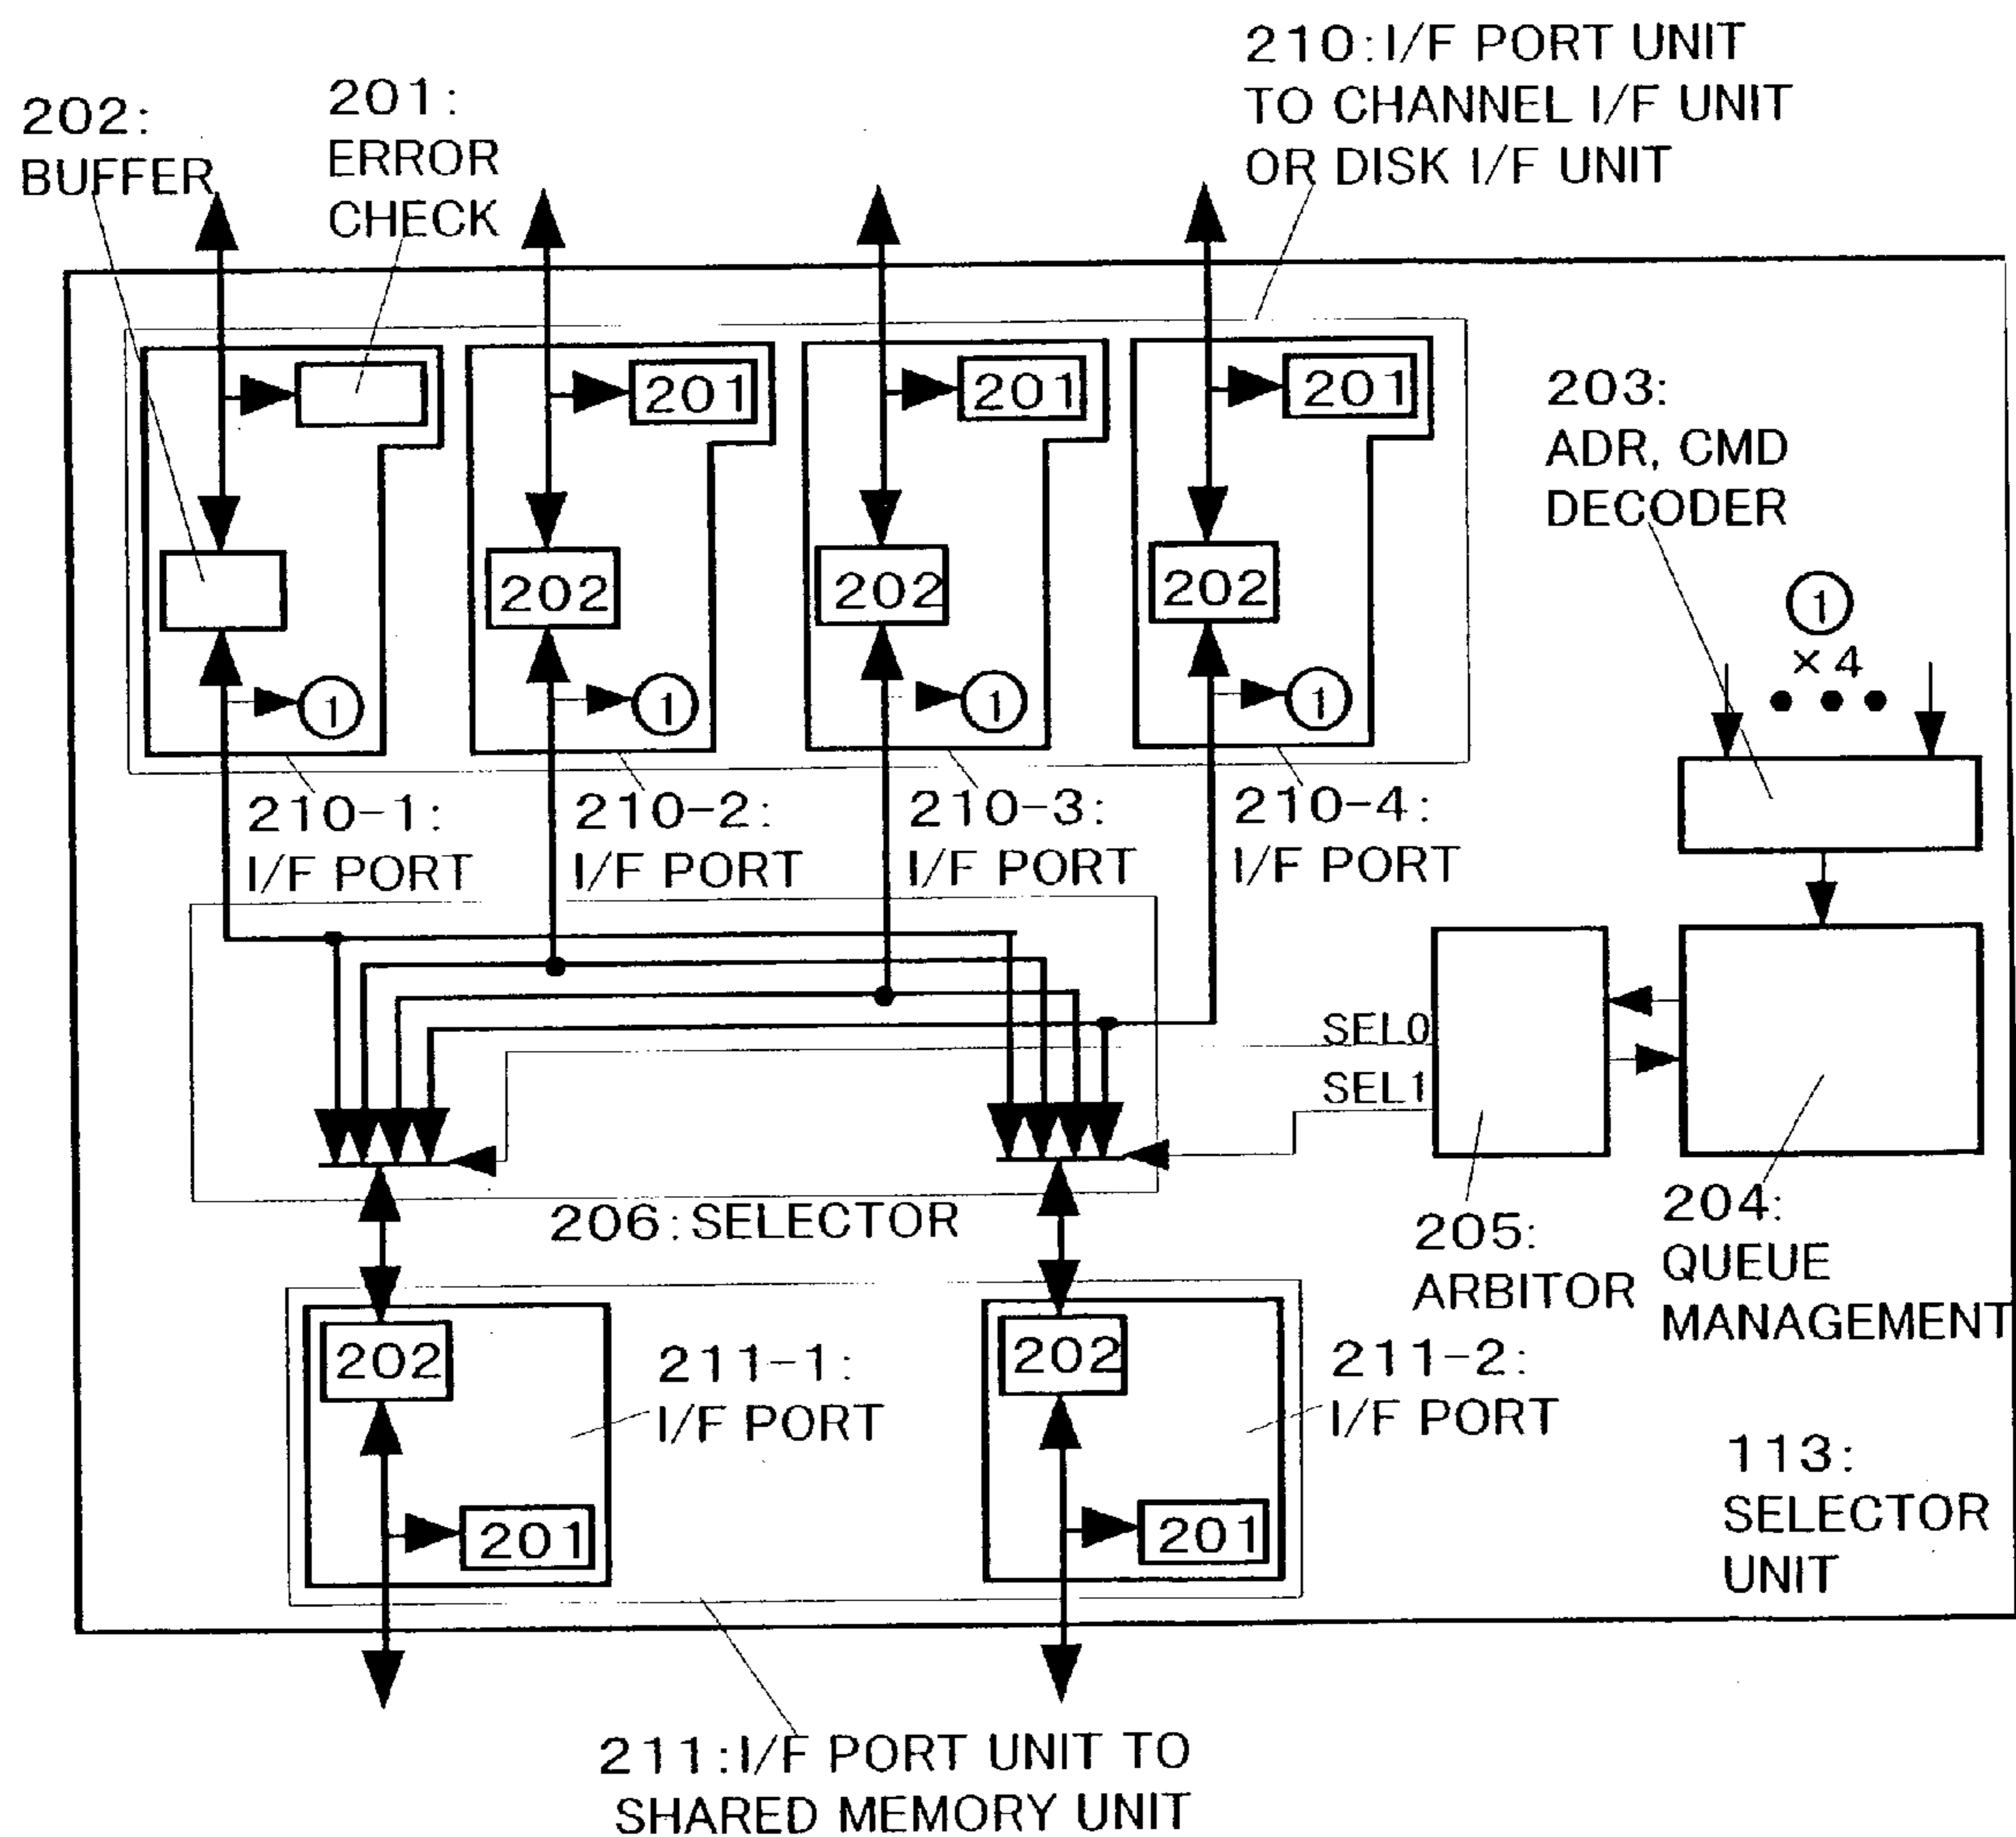 210:I/F PORT UNIT
TO CHANNEL I/F UNIT
OR DISK I/F UNIT
202:
BUFFER
201:
ERROR
CHECK
201
201
201
203:
ADR, CMD
DECODER
202
202
202
1
×4
1
1
1
1
210-1:
I/F PORT
210-2:
I/F PORT
210-3:
I/F PORT
210-4:
I/F PORT
SEL0
SEL1
206:SELECTOR
205:
ARBITOR
204:
QUEUE
MANAGEMENT
202
211-1:
I/F PORT
202
211-2:
I/F PORT
201
201
113:
SELECTOR
UNIT
211:I/F PORT UNIT TO
SHARED MEMORY UNIT